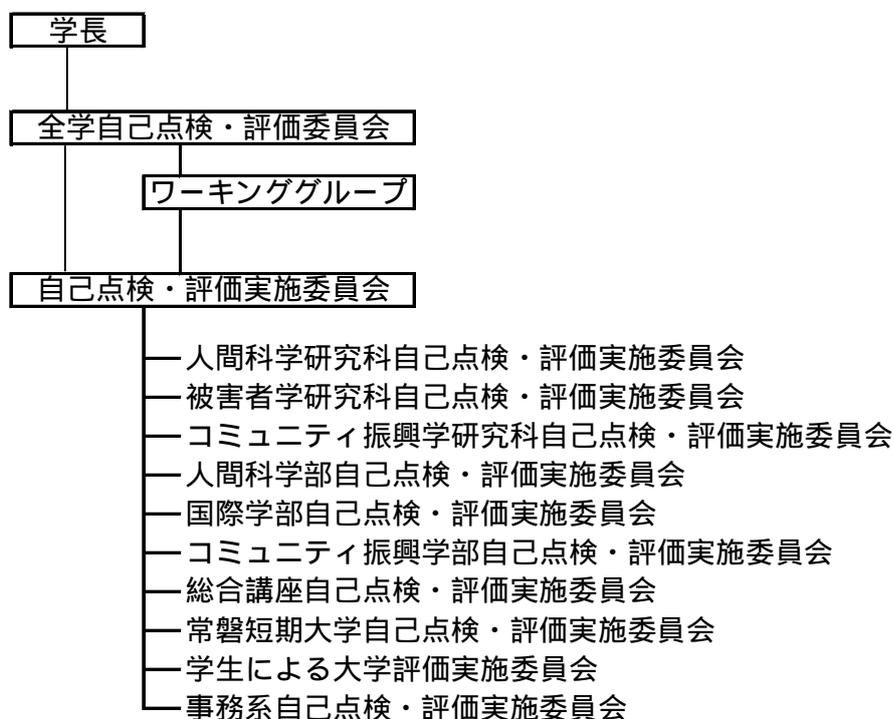 学長
全学自己点検・評価委員会
ワーキンググループ
自己点検・評価実施委員会
人間科学研究科自己点検・評価実施委員会
被害者学研究科自己点検・評価実施委員会
コミュニティ振興学研究科自己点検・評価実施委員会
人間科学部自己点検・評価実施委員会
国際学部自己点検・評価実施委員会
コミュニティ振興学部自己点検・評価実施委員会
総合講座自己点検・評価実施委員会
常磐短期大学自己点検・評価実施委員会
学生による大学評価実施委員会
事務系自己点検・評価実施委員会